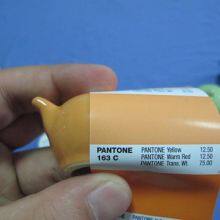 PANTONE
163 C
PANTONE Yellow 12.50
PANTONE Warm Red 12.50
PANTONE Trans. Wt. 75.00